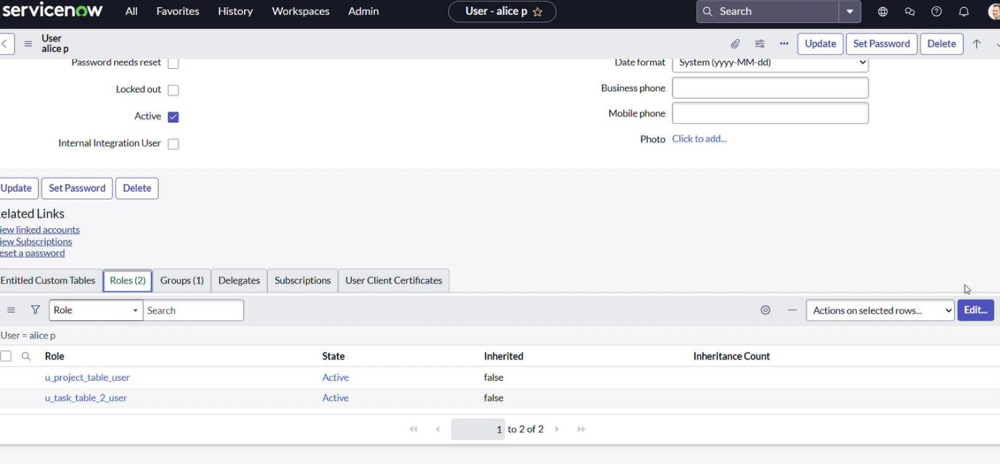 servicenow All Favorites History Workspaces Admin User - alice p Search
User
alice p
Update Set Password Delete
Password needs reset Date format System (yyyy-MM-dd)
Locked out Business phone
Active Mobile phone
Internal Integration User Photo Click to add...
Update Set Password Delete
elated Links
iew linked accounts
iew Subscriptions
eset a password
Entitled Custom Tables Roles (2) Groups (1) Delegates Subscriptions User Client Certificates
Role Search Actions on selected rows... Edit...
User = alice p
Role State Inherited Inheritance Count
u_project_table_user Active false
u_task_table_2_user Active false
1 to 2 of 2